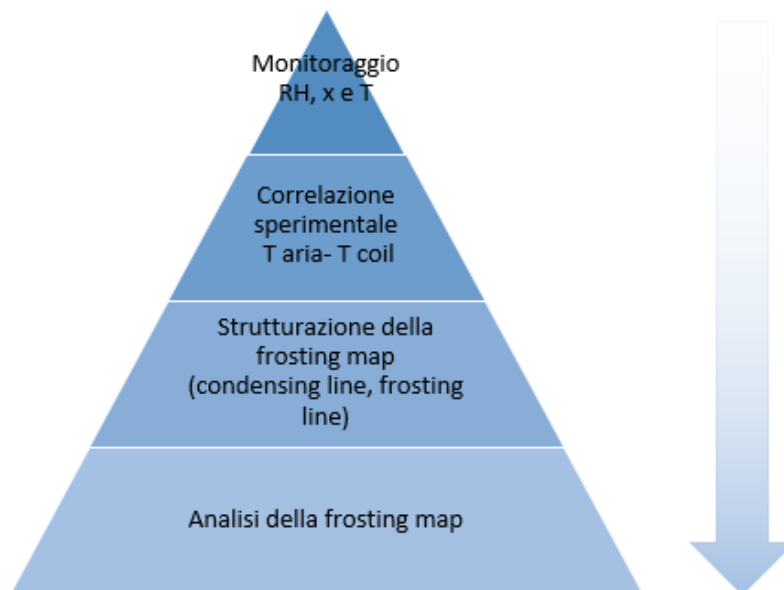 Monitoraggio
RH, x e T
Correlazione
sperimentale
T aria- T coil
Strutturazione della
frosting map
(condensing line, frosting
line)
Analisi della frosting map